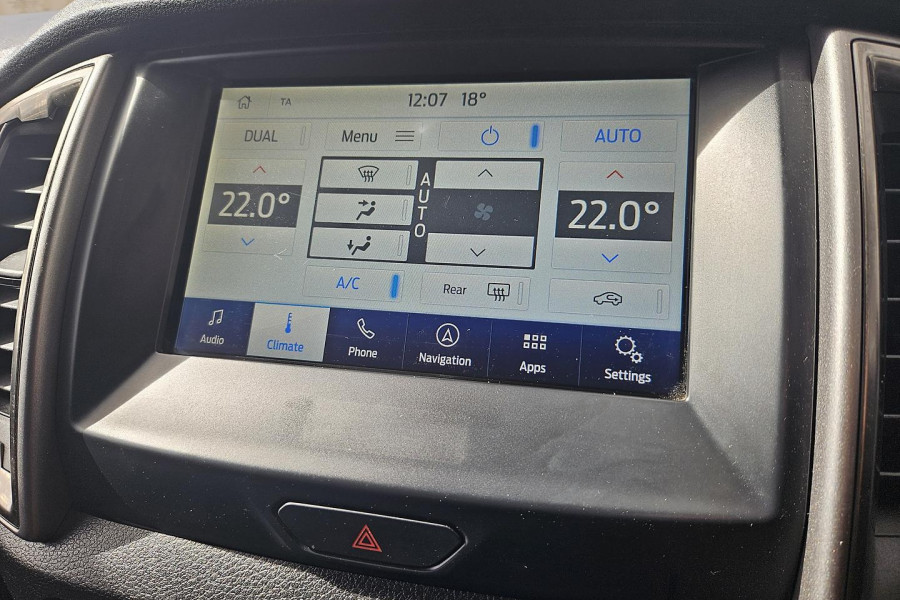 TA 12:07 18°
DUAL Menu AUTO
22.0° AUTO 22.0°
A/C Rear
Audio Climate Phone Navigation Apps Settings